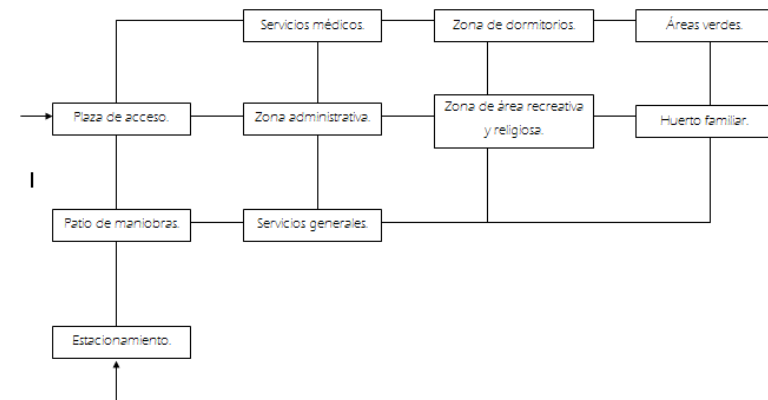 Servicios médicos.
Zona de dormitorios.
Áreas verdes.
Plaza de acceso.
Zona administrativa.
Zona de área recreativa
y religiosa.
Huerto familiar.
Patio de maniobras.
Servicios generales.
Estacionamiento.